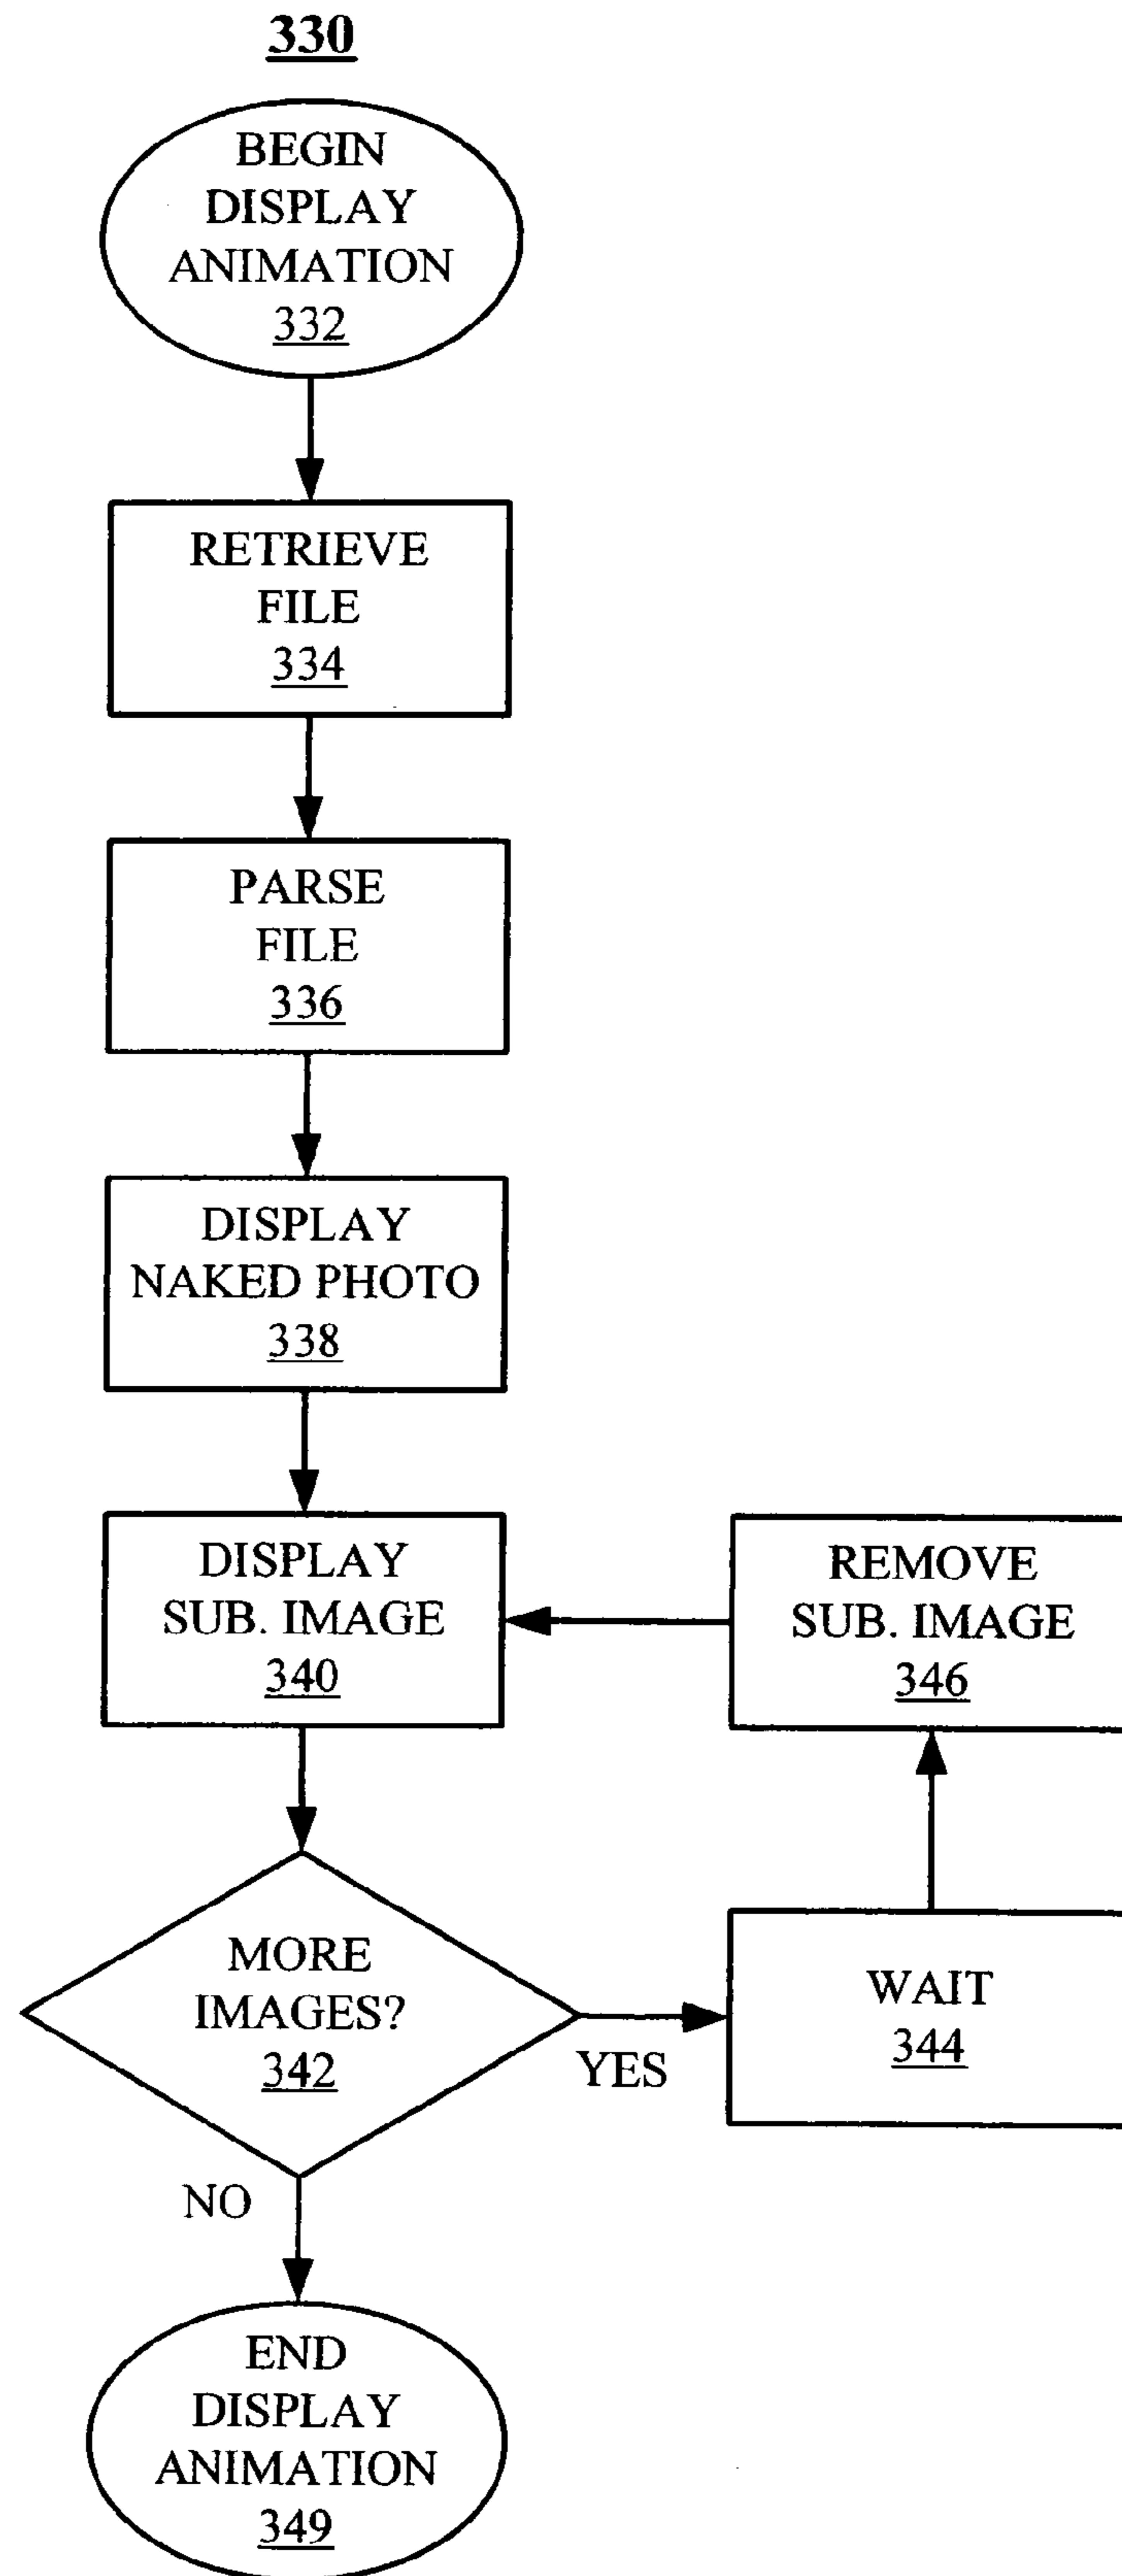 330
BEGIN
DISPLAY
ANIMATION
332
RETRIEVE
FILE
334
PARSE
FILE
336
DISPLAY
NAKED PHOTO
338
DISPLAY
SUB. IMAGE
340
REMOVE
SUB. IMAGE
346
MORE
IMAGES?
342
YES
WAIT
344
NO
END
DISPLAY
ANIMATION
349